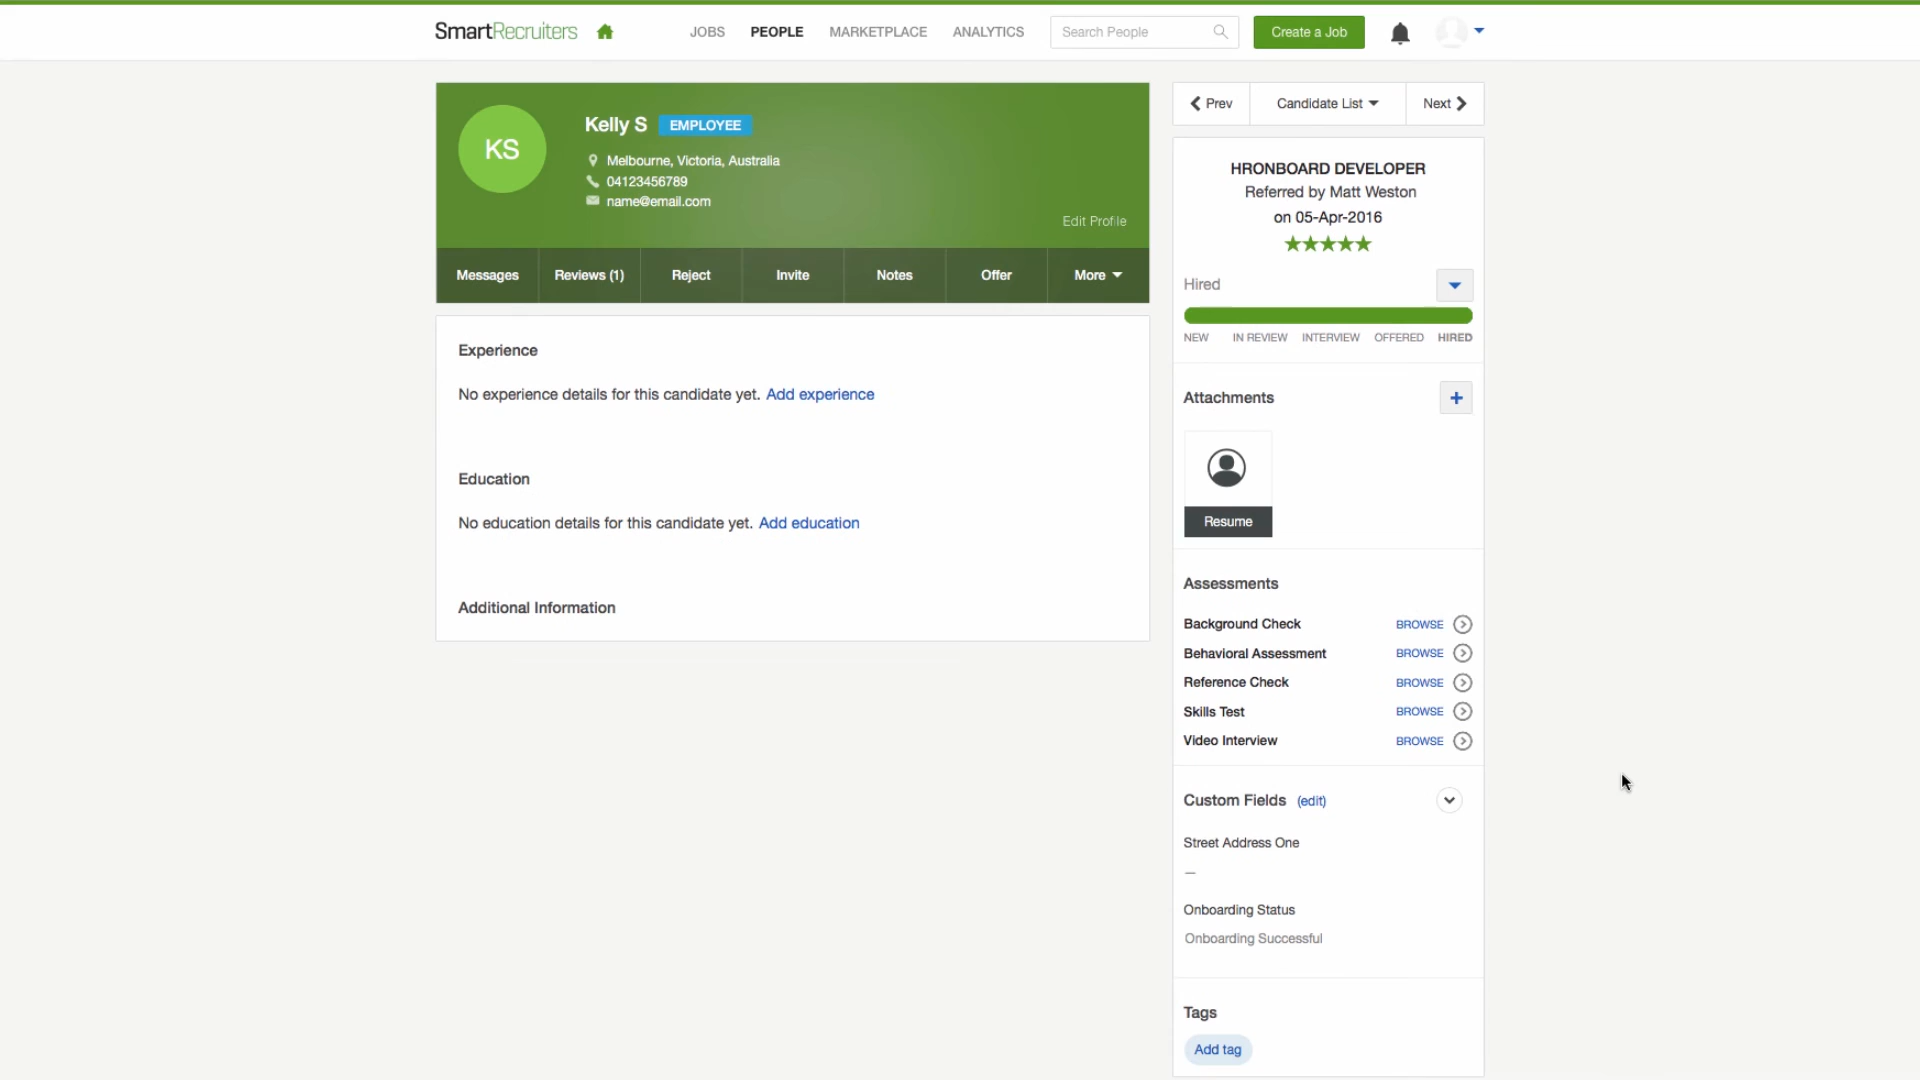 SmartRecruiters
JOBS PEOPLE MARKETPLACE ANALYTICS Search People Create a Job
KS
Kelly S EMPLOYEE
Melbourne, Victoria, Australia
04123456789
name@email.com
Edit Profile
Messages Reviews (1) Reject Invite Notes Offer More
Experience
No experience details for this candidate yet. Add experience
Education
No education details for this candidate yet. Add education
Additional Information
Prev Candidate List Next
HRONBOARD DEVELOPER
Referred by Matt Weston
on 05-Apr-2016
Hired
NEW IN REVIEW INTERVIEW OFFERED HIRED
Attachments
Resume
Assessments
Background Check BROWSE
Behavioral Assessment BROWSE
Reference Check BROWSE
Skills Test BROWSE
Video Interview BROWSE
Custom Fields (edit)
Street Address One
—
Onboarding Status
Onboarding Successful
Tags
Add tag